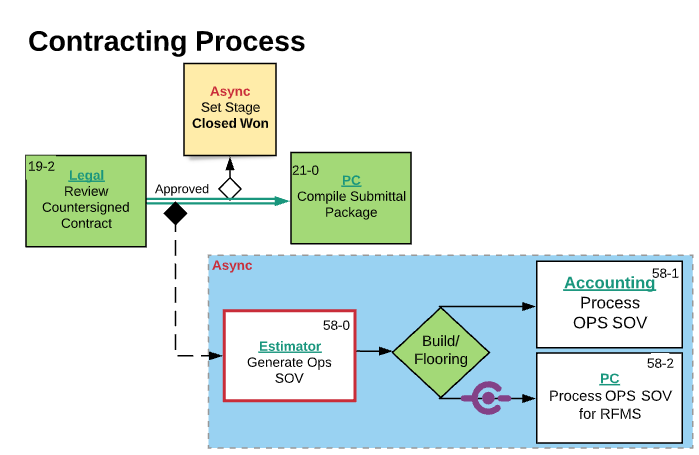 Contracting Process
Async
Set Stage
Closed Won
19-2
Legal
Review
Countersigned
Contract
Approved
21-0
PC
Compile Submittal
Package
Async
58-0
Estimator
Generate Ops
SOV
Build/
Flooring
58-1
Accounting
Process
OPS SOV
58-2
PC
Process OPS SOV
for RFMS